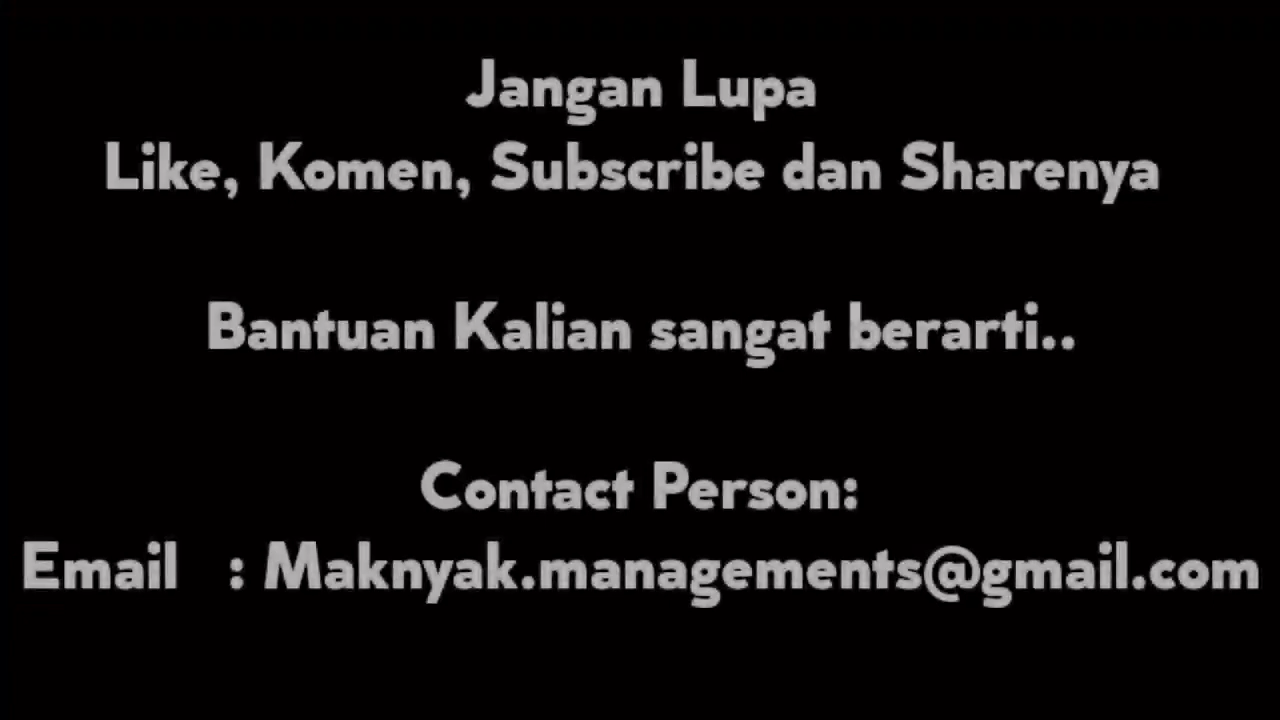 Jangan Lupa
Like, Komen, Subscribe dan Sharenya
Bantuan Kalian sangat berarti..
Contact Person:
Email : Maknyak.managements@gmail.com